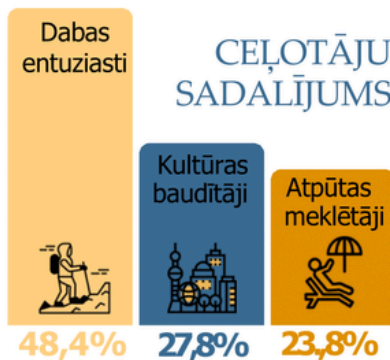 CEĻOTĀJU
SADALĪJUMS
Dabas
entuziasti
Kultūras
baudītāji
Atpūtas
meklētāji
48,4%
27,8%
23,8%